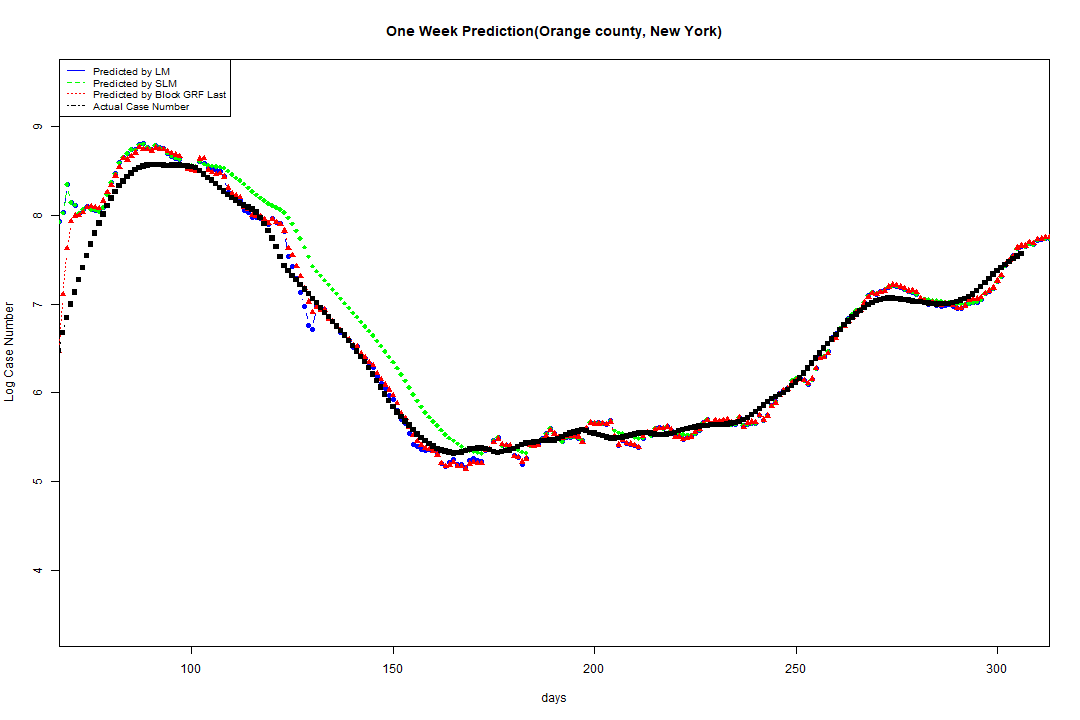 One Week Prediction(Orange county, New York)
Predicted by LM
Predicted by SLM
Predicted by Block GRF Last
Actual Case Number
9
8
7
6
5
4
Log Case Number
100 150 200 250 300
days